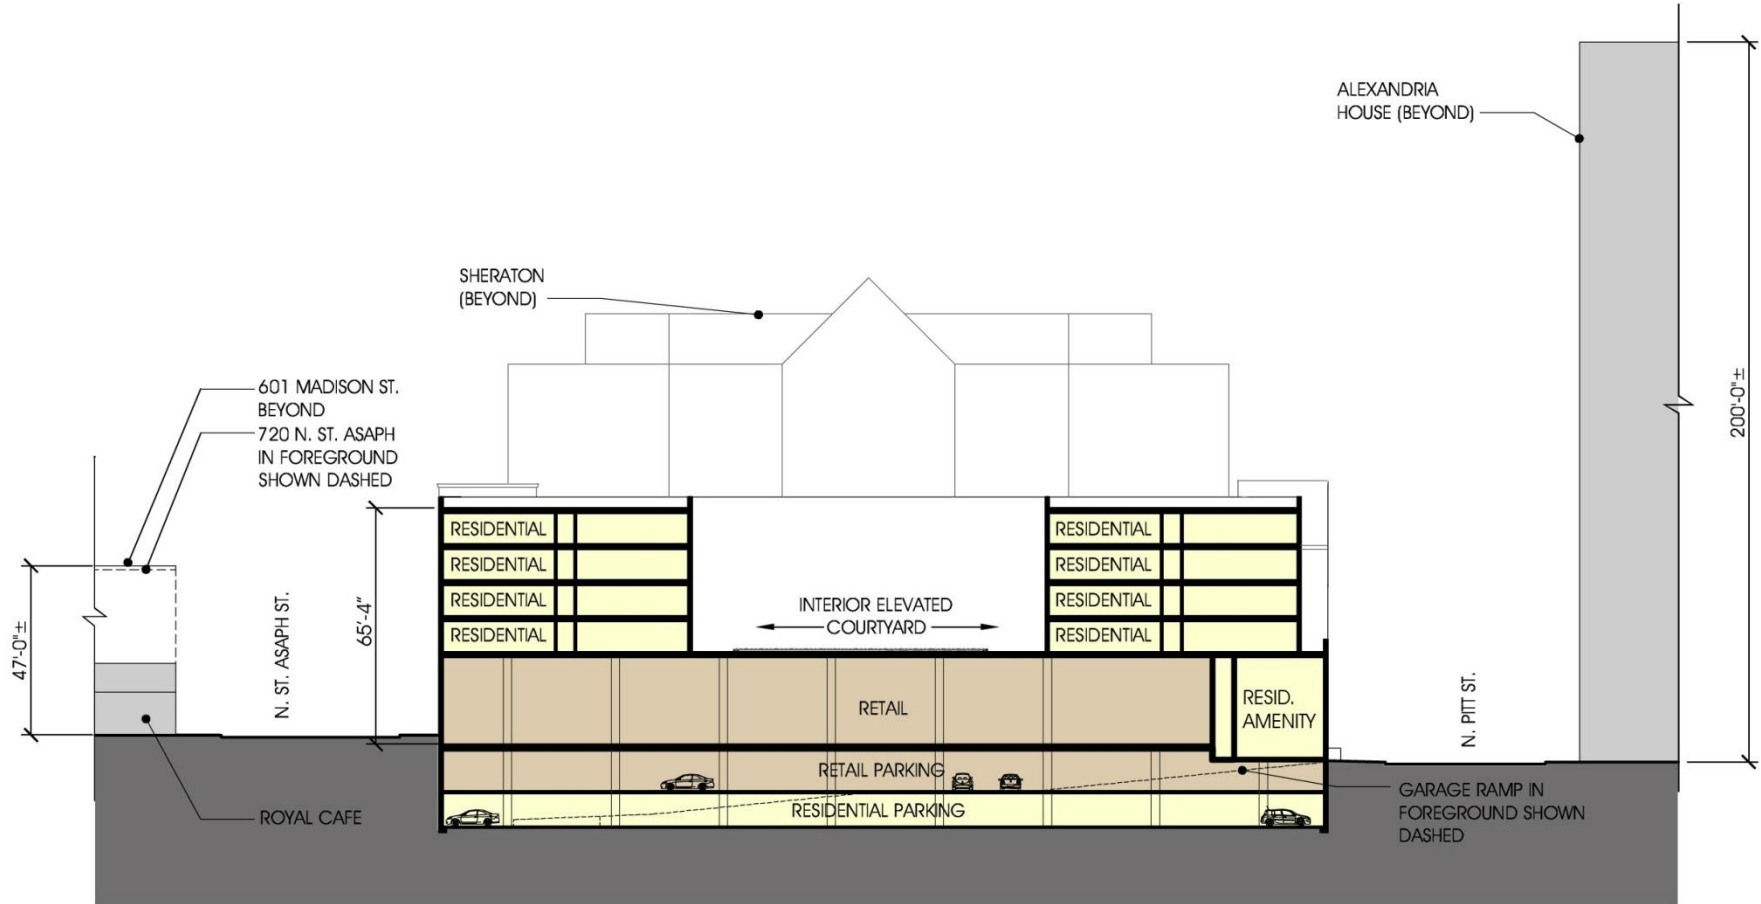 ALEXANDRIA
HOUSE (BEYOND)
SHERATON
(BEYOND)
601 MADISON ST.
BEYOND
720 N. ST. ASAPH
IN FOREGROUND
SHOWN DASHED
200'-0"±
47'-0"±
N. ST. ASAPH ST.
65'-4"
RESIDENTIAL
RESIDENTIAL
RESIDENTIAL
RESIDENTIAL
INTERIOR ELEVATED
COURTYARD
RESIDENTIAL
RESIDENTIAL
RESIDENTIAL
RESIDENTIAL
RETAIL
RESID.
AMENITY
N. PITT ST.
RETAIL PARKING
RESIDENTIAL PARKING
ROYAL CAFE
GARAGE RAMP IN
FOREGROUND SHOWN
DASHED